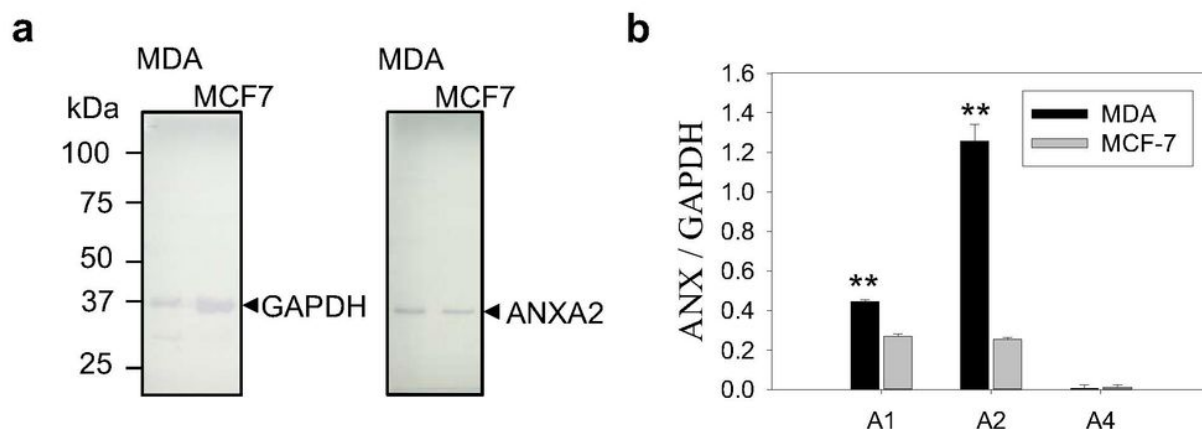 a
MDA
MCF7
kDa
100
75
50
37
25
GAPDH
MDA
MCF7
ANXA2
b
ANX / GAPDH
1.6
1.4
1.2
1.0
0.8
0.6
0.4
0.2
0.0
**
**
MDA
MCF-7
A1 A2 A4